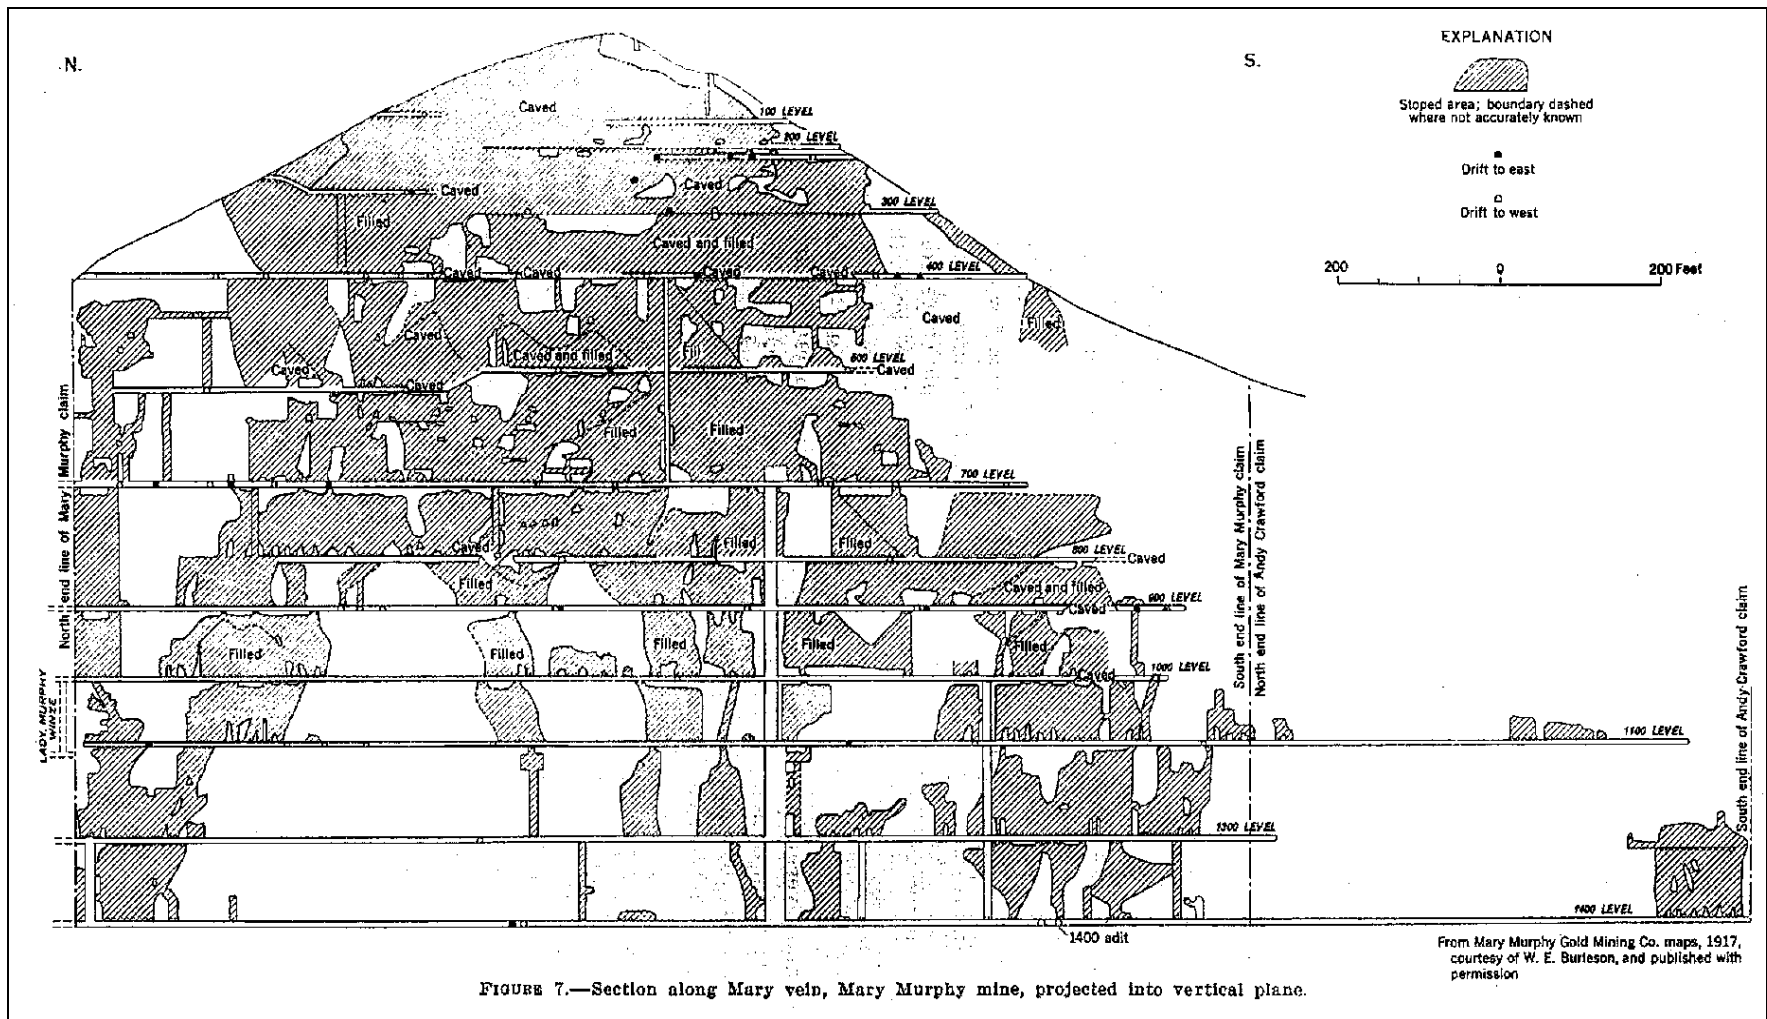 N.
S.
EXPLANATION
Stoped area; boundary dashed
where not accurately known
Drift to east
Drift to west
200
0
200 Feet
Caved
100 LEVEL
200 LEVEL
Caved
Caved
300 LEVEL
Filled
Caved and filled
Caved
Caved
Caved
Caved
400 LEVEL
Caved
Filled
Caved
Caved and filled
Fill
500 LEVEL
Caved
Caved
Caved
Filled
Filled
700 LEVEL
Caved
Filled
Filled
800 LEVEL
Caved
Filled
Caved and filled
900 LEVEL
Caved
Filled
Filled
Filled
Filled
Filled
1000 LEVEL
Caved
1100 LEVEL
1300 LEVEL
1400 LEVEL
1400 adit
North end line of Mary Murphy claim
LADY MURPHY
WINZE
South end line of Mary Murphy claim
North end line of Andy Crawford claim
South end line of Andy Crawford claim
From Mary Murphy Gold Mining Co. maps, 1917,
courtesy of W. E. Burleson, and published with
permission
FIGURE 7.—Section along Mary vein, Mary Murphy mine, projected into vertical plane.